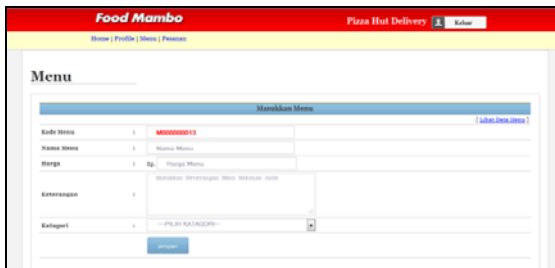 Food Mambo
Pizza Hut Delivery Keluar
Home | Profile | Menu | Pesanan
Menu
Masukkan Menu
[ Lihat Data Menu ]
Kode Menu : M000000013
Nama Menu : Nama Menu
Harga : Rp. Harga Menu
Masukkan Keterangan Menu Makanan Anda
Keterangan :
Kategori : ---PILIH KATAGORI---
simpan